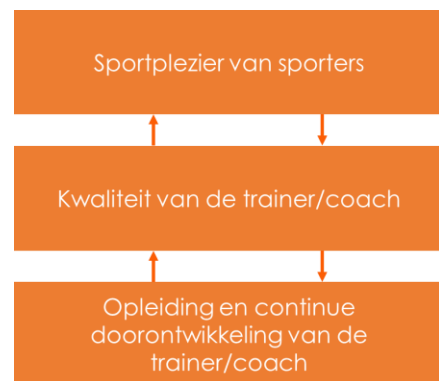 Sportplezier van sporters
Kwaliteit van de trainer/coach
Opleiding en continue
doorontwikkeling van de
trainer/coach